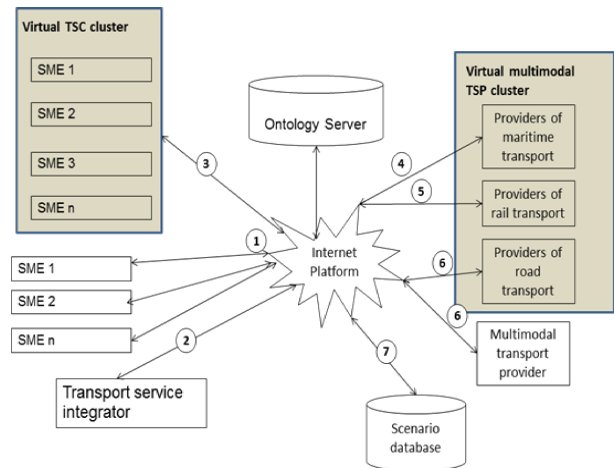 Virtual TSC cluster
SME 1
SME 2
SME 3
SME n
Ontology Server
Virtual multimodal
TSP cluster
Providers of
maritime transport
Providers of
rail transport
Providers of
road
transport
3
4
5
1
6
6
2
7
Internet
Platform
SME 1
SME 2
SME n
Transport service
integrator
Multimodal
transport
provider
Scenario
database